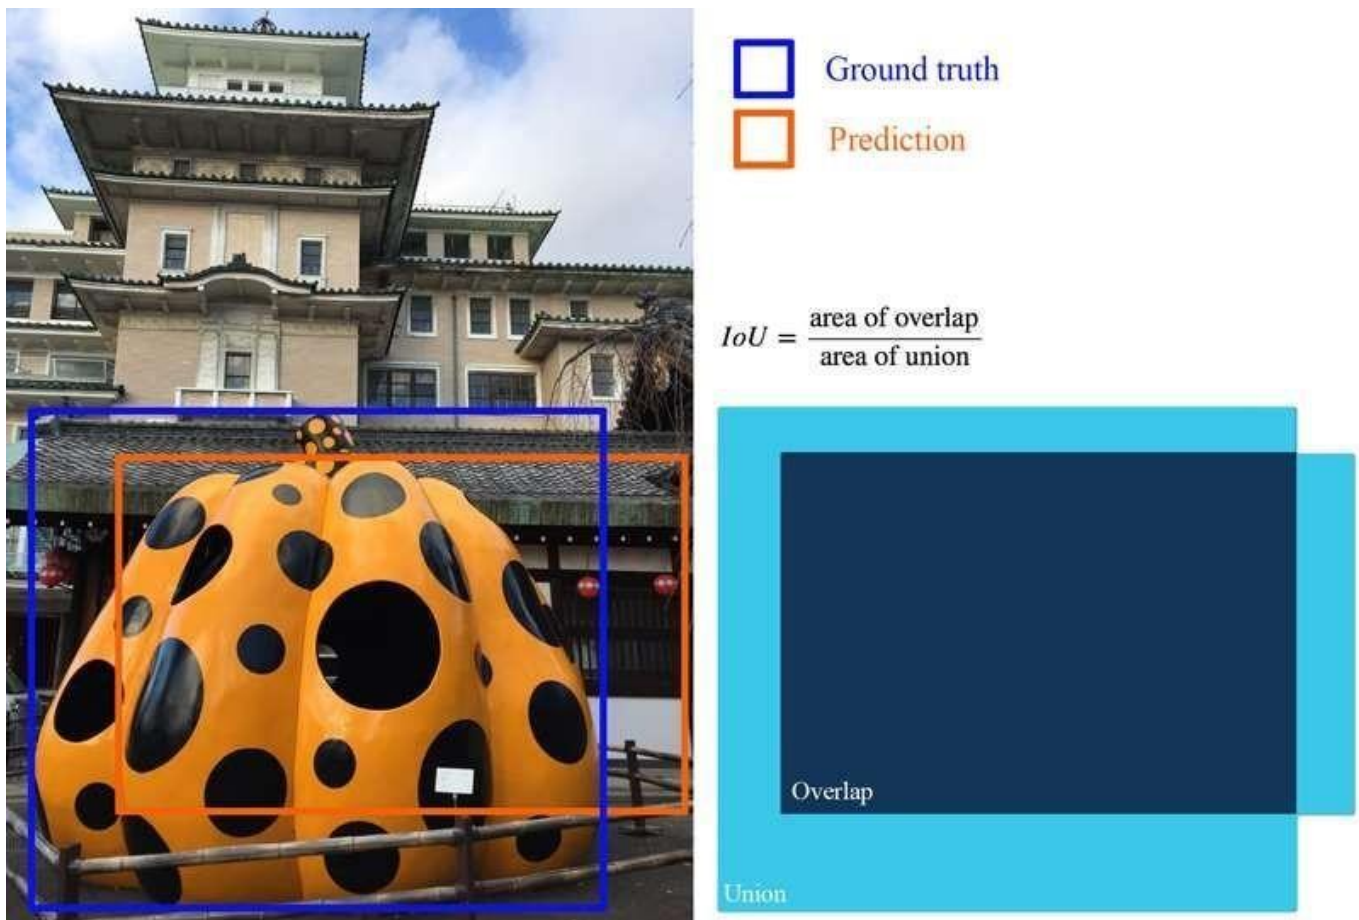 Ground truth
Prediction
IoU = area of overlap / area of union
Overlap
Union